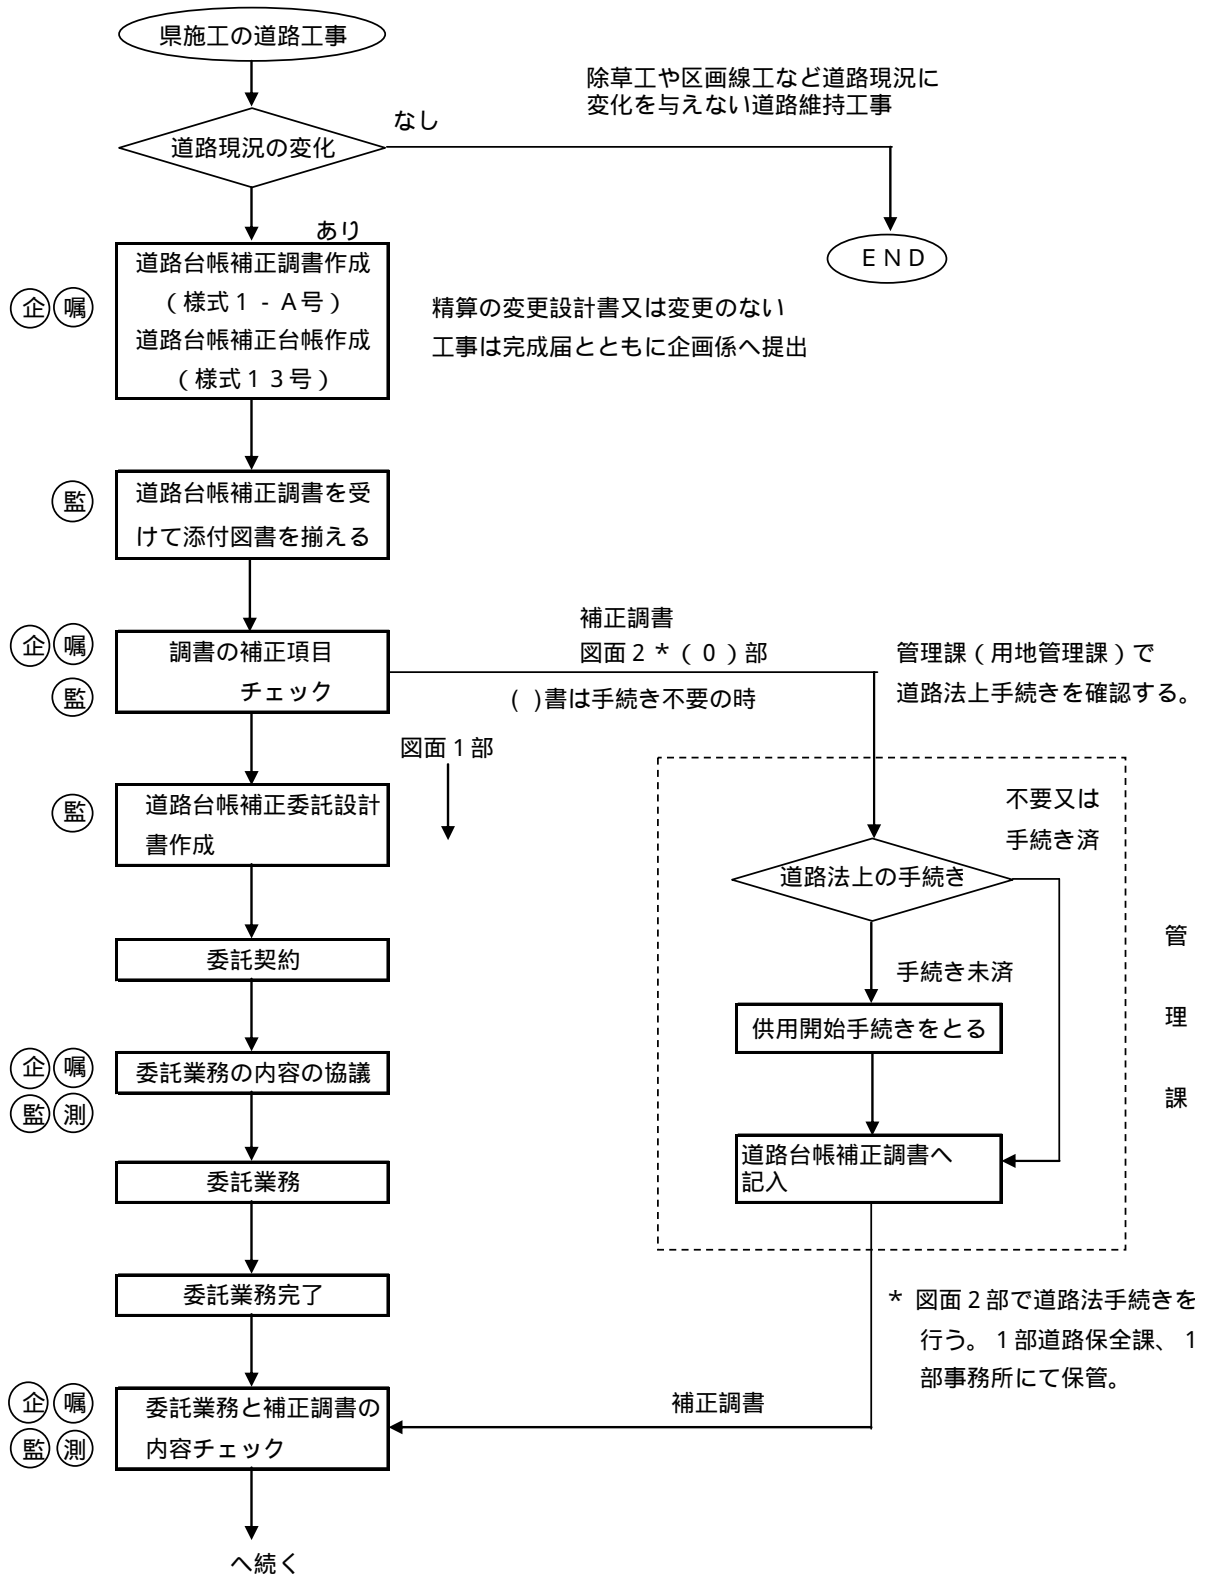 県施工の道路工事
除草工や区画線工など道路現況に
変化を与えない道路維持工事
なし
道路現況の変化
あり
END
道路台帳補正調書作成
（様式1-A号）
道路台帳補正台帳作成
（様式13号）
企 嘱
精算の変更設計書又は変更のない
工事は完成届とともに企画係へ提出
監
道路台帳補正調書を受
けて添付図書を揃える
企 嘱
監
調書の補正項目
チェック
補正調書
図面2＊（0）部
( )書は手続き不要の時
管理課（用地管理課）で
道路法上手続きを確認する。
図面1部
監
道路台帳補正委託設計
書作成
不要又は
手続き済
道路法上の手続き
委託契約
手続き未済
供用開始手続きをとる
管
理
課
企 嘱
監 測
委託業務の内容の協議
道路台帳補正調書へ
記入
委託業務
委託業務完了
＊ 図面2部で道路法手続きを
行う。1部道路保全課、1
部事務所にて保管。
企 嘱
監 測
委託業務と補正調書の
内容チェック
補正調書
へ続く